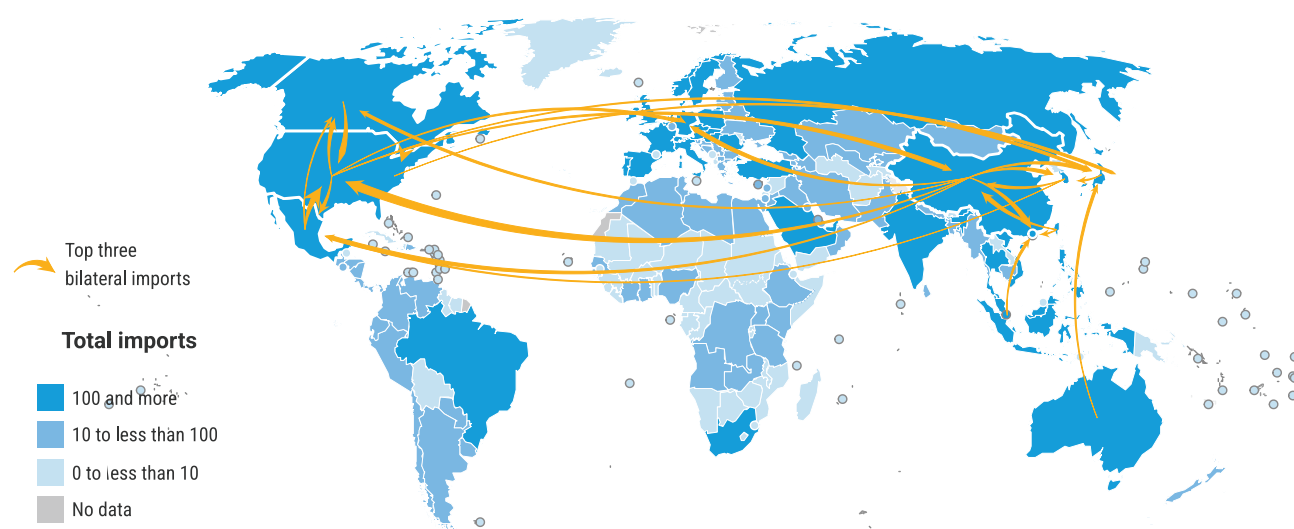 Top three
bilateral imports
Total imports
100 and more
10 to less than 100
0 to less than 10
No data